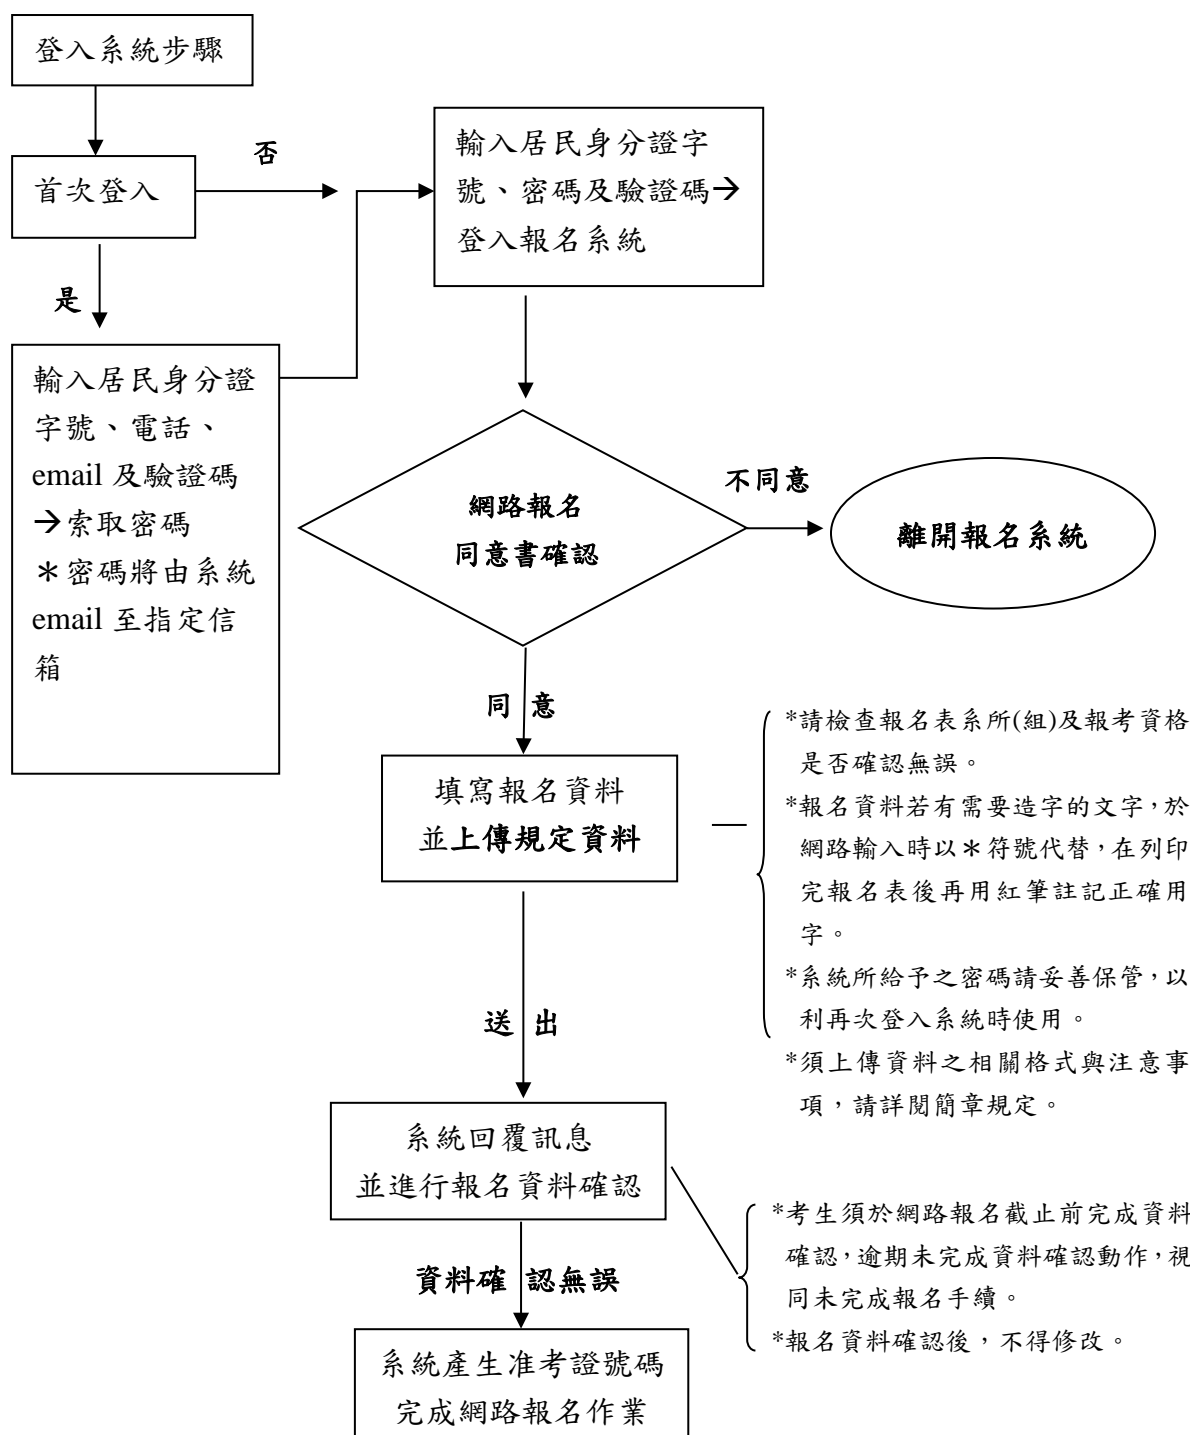 登入系統步驟
首次登入
否
是
輸入居民身分證字
號、密碼及驗證碼→
登入報名系統
輸入居民身分證
字號、電話、
email 及驗證碼
→索取密碼
＊密碼將由系統
email 至指定信
箱
網路報名
同意書確認
不同意
離開報名系統
同意
填寫報名資料
並上傳規定資料
*請檢查報名表系所(組)及報考資格
是否確認無誤。
*報名資料若有需要造字的文字，於
網路輸入時以＊符號代替，在列印
完報名表後再用紅筆註記正確用
字。
*系統所給予之密碼請妥善保管，以
利再次登入系統時使用。
*須上傳資料之相關格式與注意事
項，請詳閱簡章規定。
送出
系統回覆訊息
並進行報名資料確認
*考生須於網路報名截止前完成資料
確認，逾期未完成資料確認動作，視
同未完成報名手續。
*報名資料確認後，不得修改。
資料確認無誤
系統產生准考證號碼
完成網路報名作業